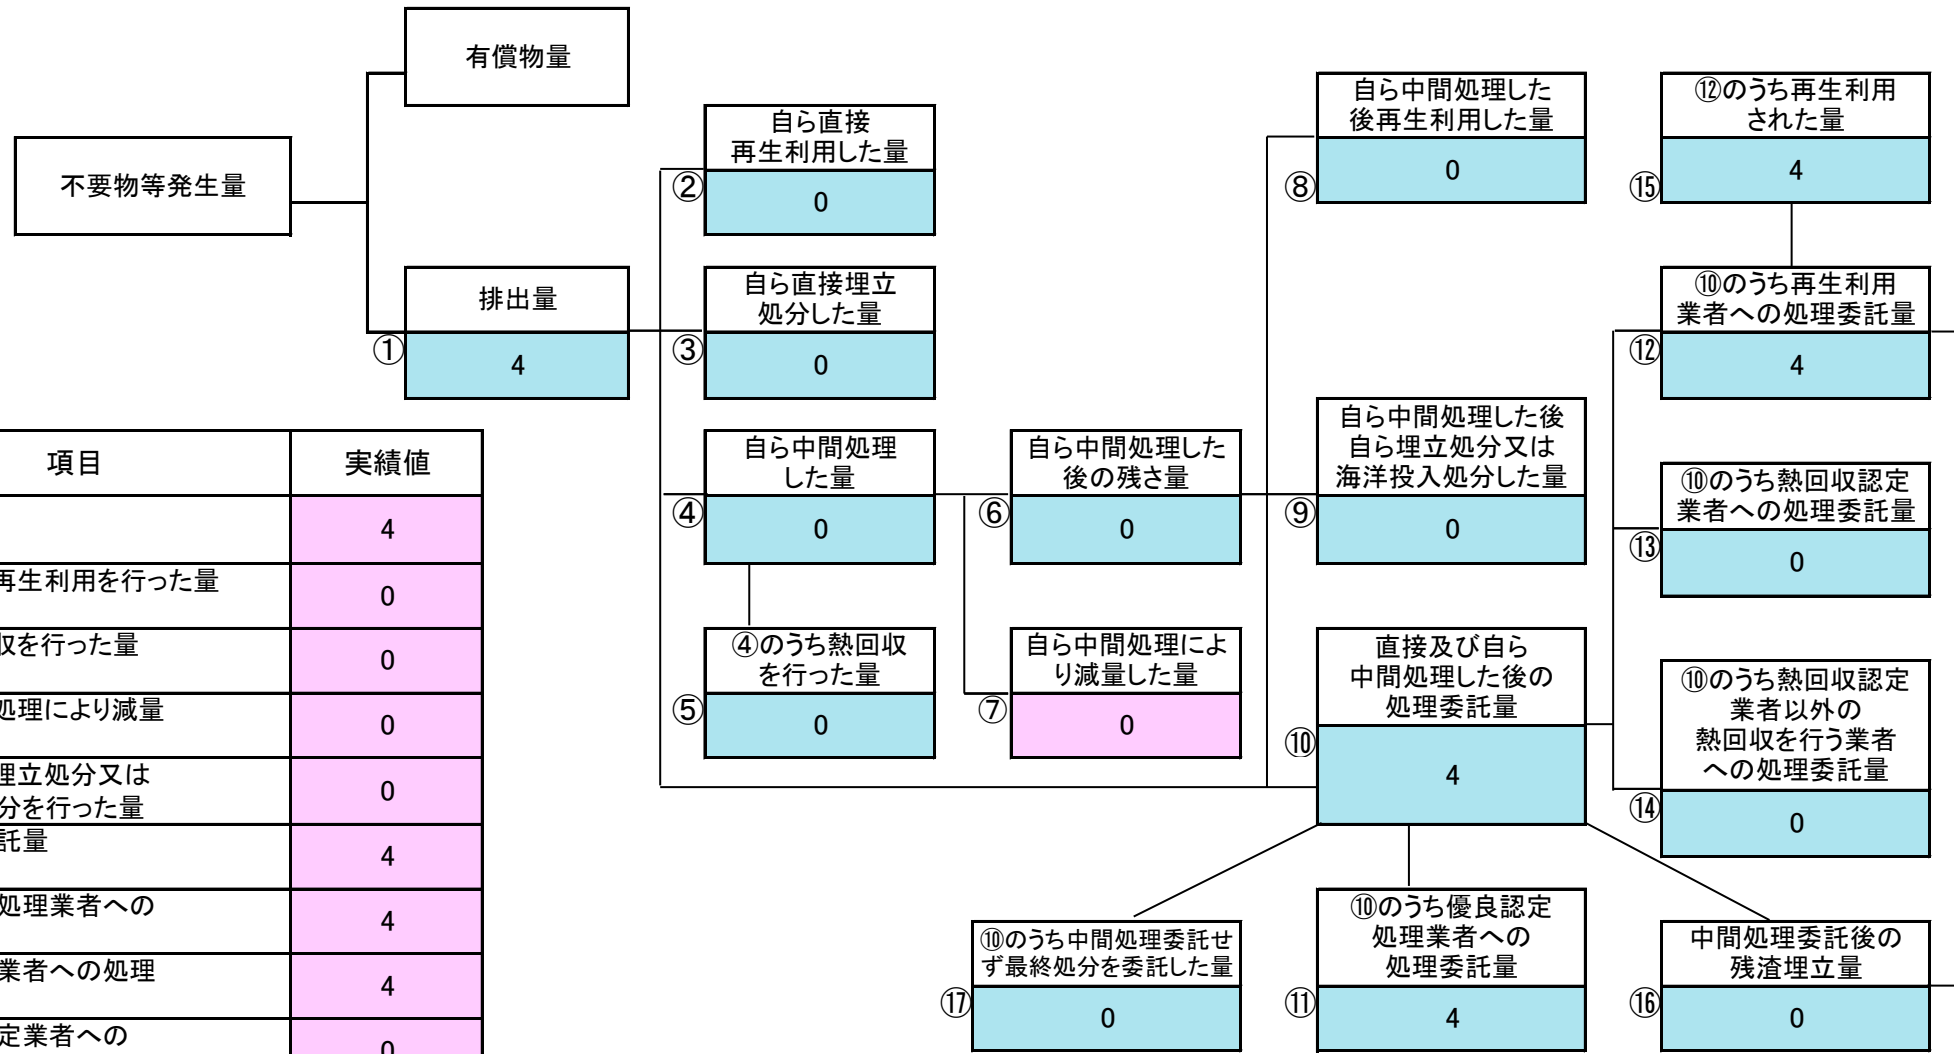 有償物量
不要物等発生量
排出量
①
4
自ら直接
再生利用した量
②
0
自ら直接埋立
処分した量
③
0
自ら中間処理
した量
④
0
④のうち熱回収
を行った量
⑤
0
自ら中間処理した
後の残さ量
⑥
0
自ら中間処理によ
り減量した量
⑦
0
自ら中間処理した
後再生利用した量
⑧
0
自ら中間処理した後
自ら埋立処分又は
海洋投入処分した量
⑨
0
直接及び自ら
中間処理した後の
処理委託量
⑩
4
⑫のうち再生利用
された量
⑮
4
⑩のうち再生利用
業者への処理委託量
⑫
4
⑩のうち熱回収認定
業者への処理委託量
⑬
0
⑩のうち熱回収認定
業者以外の
熱回収を行う業者
への処理委託量
⑭
0
⑩のうち中間処理委託せ
ず最終処分を委託した量
⑰
0
⑩のうち優良認定
処理業者への
処理委託量
⑪
4
中間処理委託後の
残渣埋立量
⑯
0
項目 実績値
4
再生利用を行った量 0
収を行った量 0
処理により減量 0
埋立処分又は
分を行った量 0
託量 4
処理業者への 4
業者への処理 4
定業者への 0